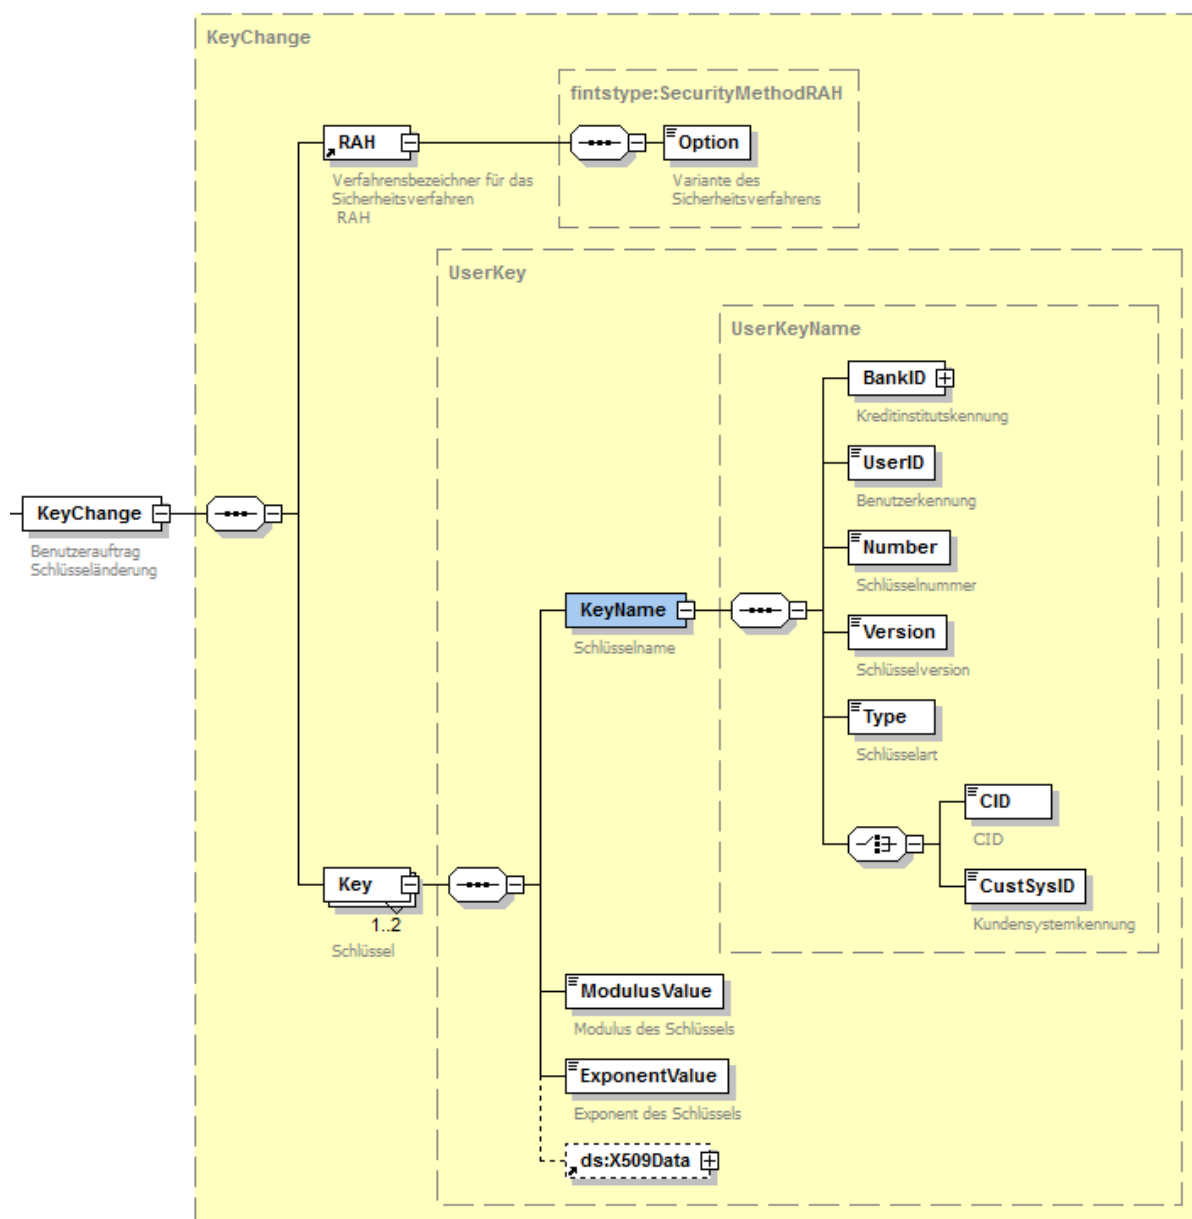 KeyChange
fintstype:SecurityMethodRAH
RAH
Option
Verfahrensbezeichner für das
Sicherheitsverfahren
RAH
Variante des
Sicherheitsverfahrens
UserKey
UserKeyName
BankID
Kreditinstitutskennung
UserID
Benutzerkennung
KeyChange
Benutzerauftrag
Schlüsseländerung
Number
Schlüsselnummer
KeyName
Schlüsselname
Version
Schlüsselversion
Type
Schlüsselart
CID
CID
Key
1..2
Schlüssel
CustSysID
Kundensystemkennung
ModulusValue
Modulus des Schlüssels
ExponentValue
Exponent des Schlüssels
ds:X509Data